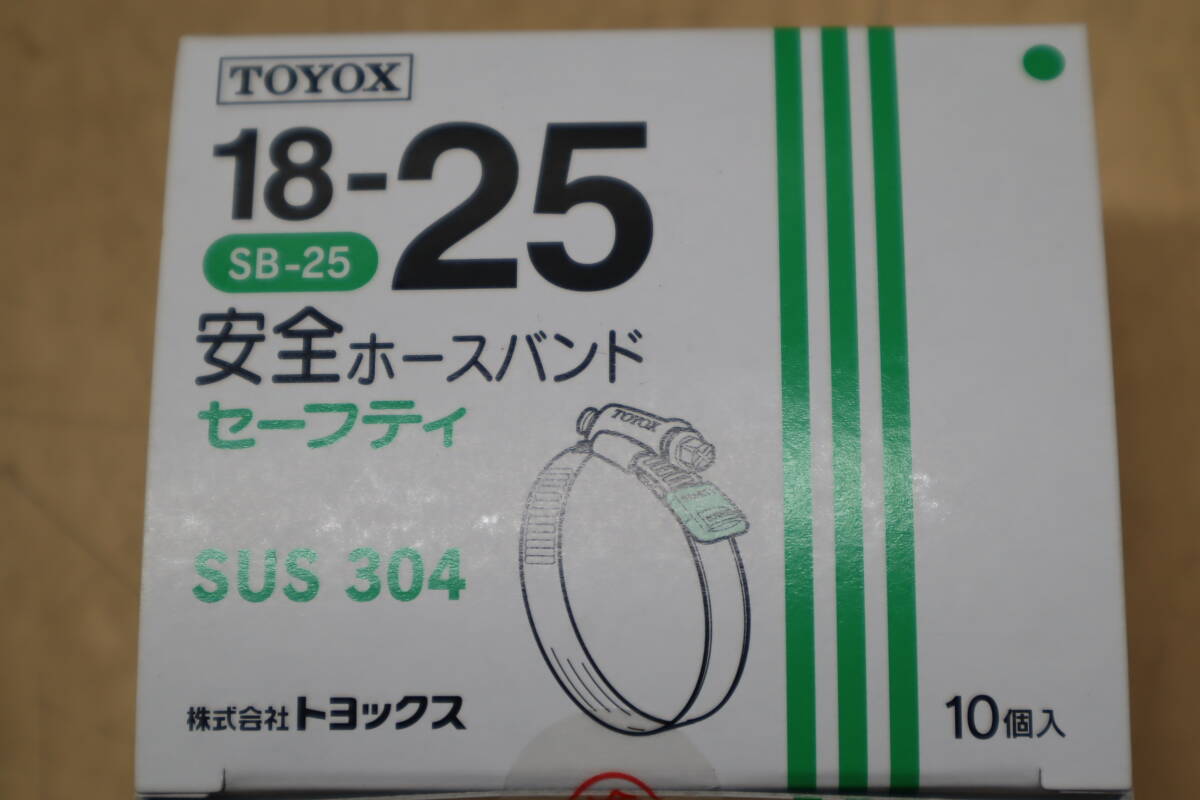 TOYOX
18-25
SB-25
安全ホースバンド
セーフティ
TOYOX
SUS 304
株式会社トヨックス
10個入